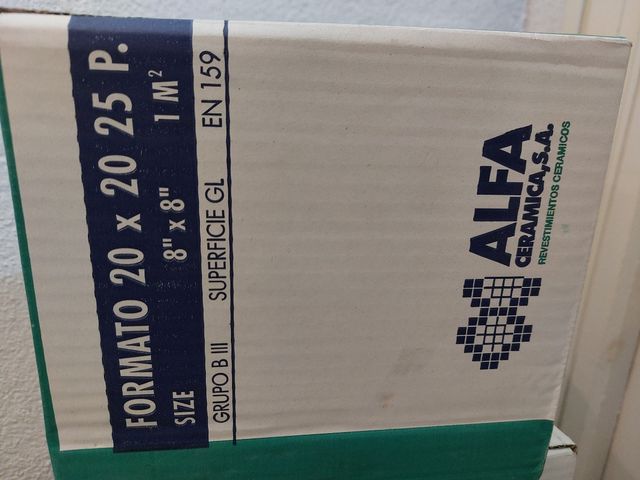 FORMATO 20 x 20 25 P.
SIZE 8" x 8" 1 M²
GRUPO B III SUPERFICIE GL EN 159
ALFA
CERAMICA, S.A.
REVESTIMIENTOS CERAMICOS